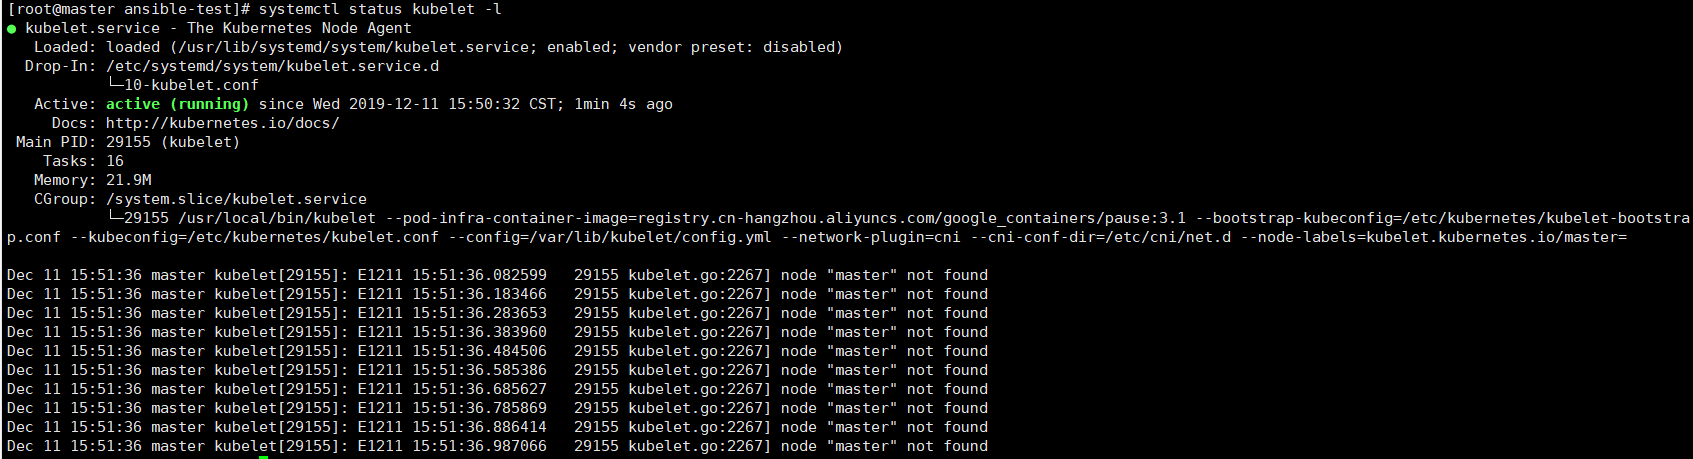 [root@master ansible-test]# systemctl status kubelet -l
● kubelet.service - The Kubernetes Node Agent
   Loaded: loaded (/usr/lib/systemd/system/kubelet.service; enabled; vendor preset: disabled)
  Drop-In: /etc/systemd/system/kubelet.service.d
           └─10-kubelet.conf
   Active: active (running) since Wed 2019-12-11 15:50:32 CST; 1min 4s ago
     Docs: http://kubernetes.io/docs/
 Main PID: 29155 (kubelet)
    Tasks: 16
   Memory: 21.9M
   CGroup: /system.slice/kubelet.service
           └─29155 /usr/local/bin/kubelet --pod-infra-container-image=registry.cn-hangzhou.aliyuncs.com/google_containers/pause:3.1 --bootstrap-kubeconfig=/etc/kubernetes/kubelet-bootstra
p.conf --kubeconfig=/etc/kubernetes/kubelet.conf --config=/var/lib/kubelet/config.yml --network-plugin=cni --cni-conf-dir=/etc/cni/net.d --node-labels=kubelet.kubernetes.io/master=
Dec 11 15:51:36 master kubelet[29155]: E1211 15:51:36.082599   29155 kubelet.go:2267] node "master" not found
Dec 11 15:51:36 master kubelet[29155]: E1211 15:51:36.183466   29155 kubelet.go:2267] node "master" not found
Dec 11 15:51:36 master kubelet[29155]: E1211 15:51:36.283653   29155 kubelet.go:2267] node "master" not found
Dec 11 15:51:36 master kubelet[29155]: E1211 15:51:36.383960   29155 kubelet.go:2267] node "master" not found
Dec 11 15:51:36 master kubelet[29155]: E1211 15:51:36.484506   29155 kubelet.go:2267] node "master" not found
Dec 11 15:51:36 master kubelet[29155]: E1211 15:51:36.585386   29155 kubelet.go:2267] node "master" not found
Dec 11 15:51:36 master kubelet[29155]: E1211 15:51:36.685627   29155 kubelet.go:2267] node "master" not found
Dec 11 15:51:36 master kubelet[29155]: E1211 15:51:36.785869   29155 kubelet.go:2267] node "master" not found
Dec 11 15:51:36 master kubelet[29155]: E1211 15:51:36.886414   29155 kubelet.go:2267] node "master" not found
Dec 11 15:51:36 master kubelet[29155]: E1211 15:51:36.987066   29155 kubelet.go:2267] node "master" not found